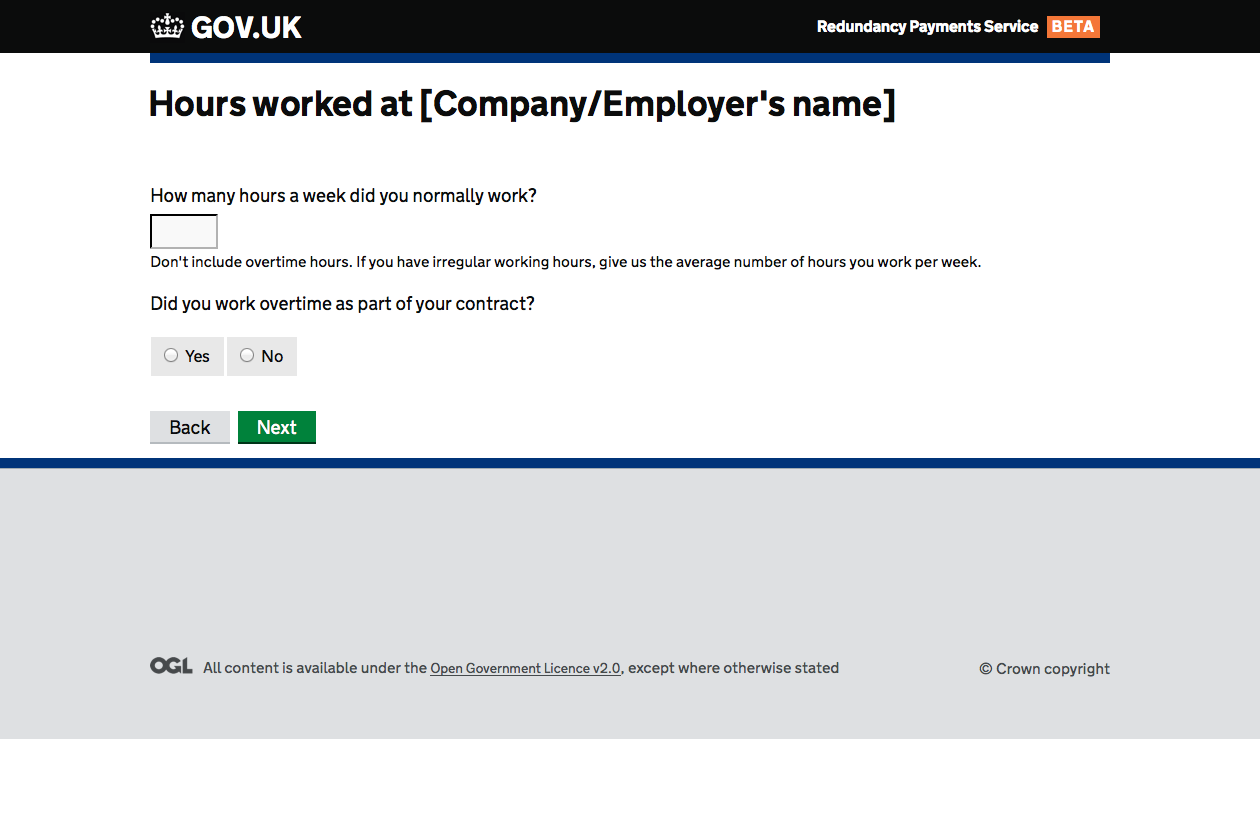 GOV.UK
Redundancy Payments Service BETA
Hours worked at [Company/Employer's name]
How many hours a week did you normally work?
Don't include overtime hours. If you have irregular working hours, give us the average number of hours you work per week.
Did you work overtime as part of your contract?
Yes No
Back Next
OGL All content is available under the Open Government Licence v2.0, except where otherwise stated
© Crown copyright